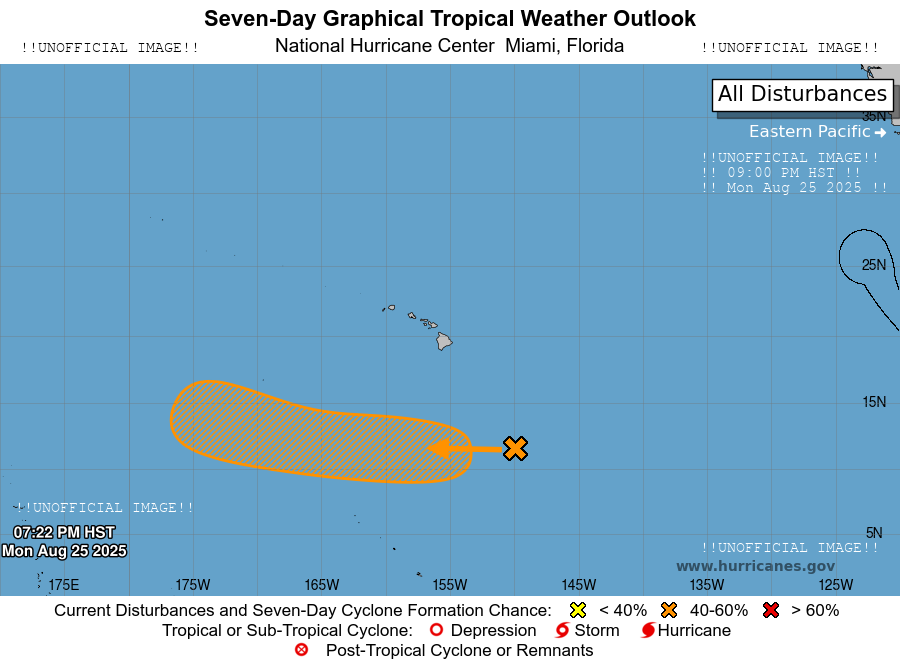 Seven-Day Graphical Tropical Weather Outlook
!!UNOFFICIAL IMAGE!! National Hurricane Center Miami, Florida !!UNOFFICIAL IMAGE!!
All Disturbances
35N
Eastern Pacific
!!UNOFFICIAL IMAGE!!
!! 09:00 PM HST !!
!! Mon Aug 25 2025 !!
25N
15N
!!UNOFFICIAL IMAGE!!
07:22 PM HST
5N
Mon Aug 25 2025
!!UNOFFICIAL IMAGE!!
www.hurricanes.gov
175E 175W 165W 155W 145W 135W 125W
Current Disturbances and Seven-Day Cyclone Formation Chance: < 40% 40-60% > 60%
Tropical or Sub-Tropical Cyclone: Depression Storm Hurricane
Post-Tropical Cyclone or Remnants